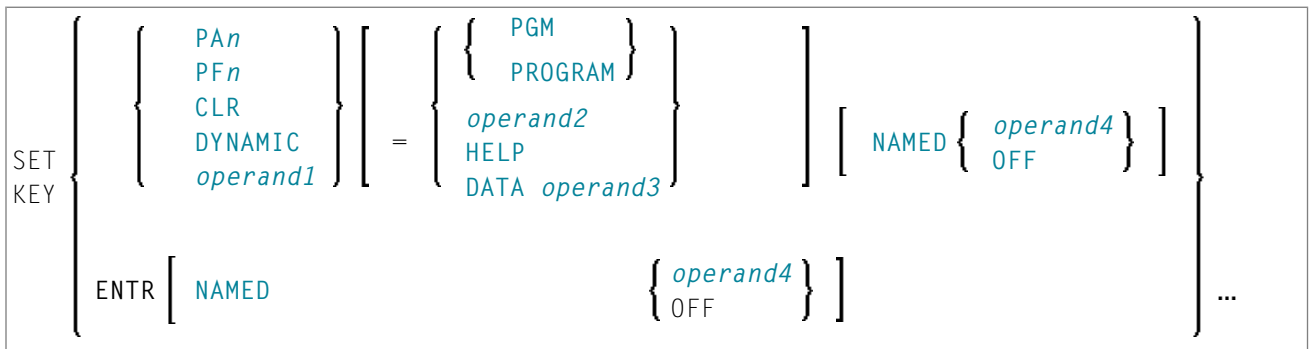 PGM
PAn
PFn
PROGRAM
CLR
operand2
DYNAMIC
=
HELP
NAMED
operand4
OFF
operand1
DATA operand3
SET
KEY
ENTR NAMED
operand4
OFF
...